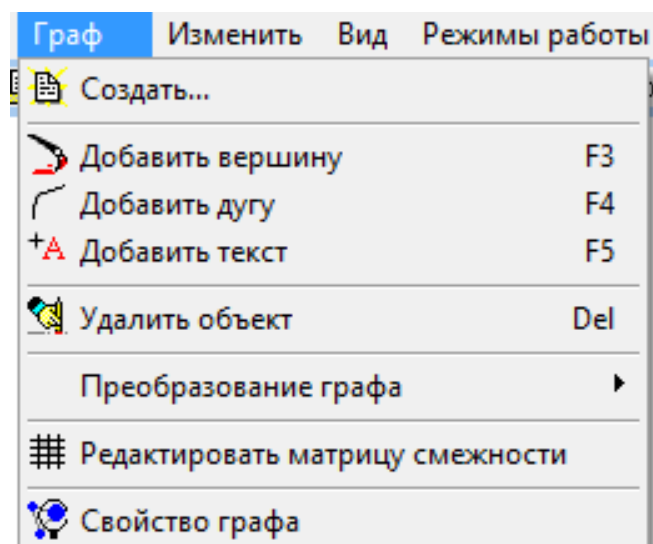 Граф Изменить Вид Режимы работы
Создать...
Добавить вершину F3
Добавить дугу F4
+A Добавить текст F5
Удалить объект Del
Преобразование графа
Редактировать матрицу смежности
Свойство графа